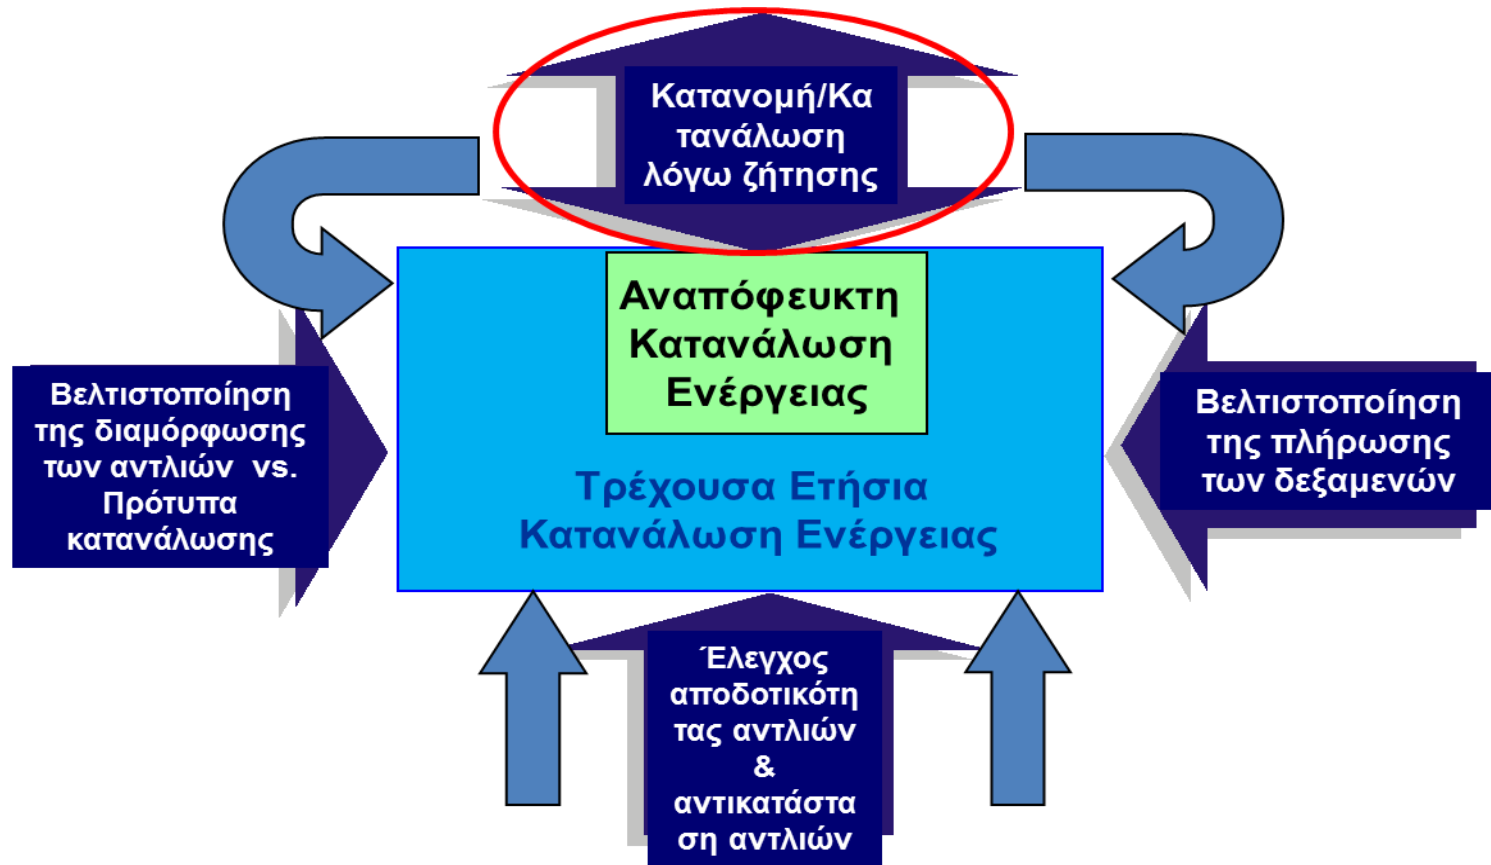 Κατανομή/Κα
τανάλωση
λόγω ζήτησης
Αναπόφευκτη
Κατανάλωση
Ενέργειας
Βελτιστοποίηση
της διαμόρφωσης
των αντλιών vs.
Πρότυπα
κατανάλωσης
Βελτιστοποίηση
της πλήρωσης
των δεξαμενών
Τρέχουσα Ετήσια
Κατανάλωση Ενέργειας
Έλεγχος
αποδοτικότη
τας αντλιών
&
αντικατάστα
ση αντλιών